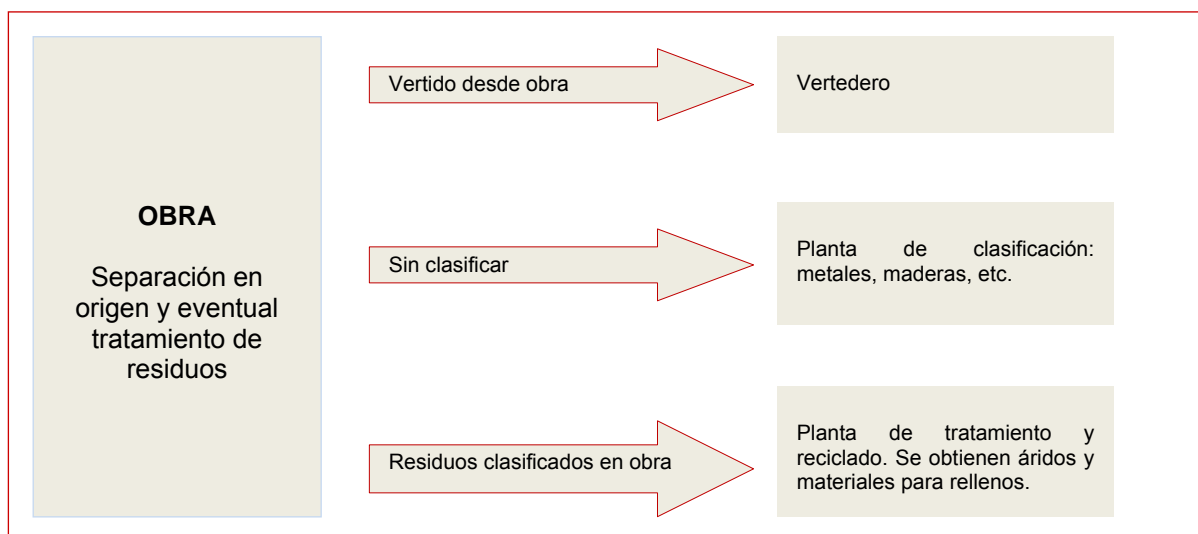 OBRA
Separación en
origen y eventual
tratamiento de
residuos
Vertido desde obra
Vertedero
Sin clasificar
Planta de clasificación:
metales, maderas, etc.
Residuos clasificados en obra
Planta de tratamiento y
reciclado. Se obtienen áridos y
materiales para rellenos.